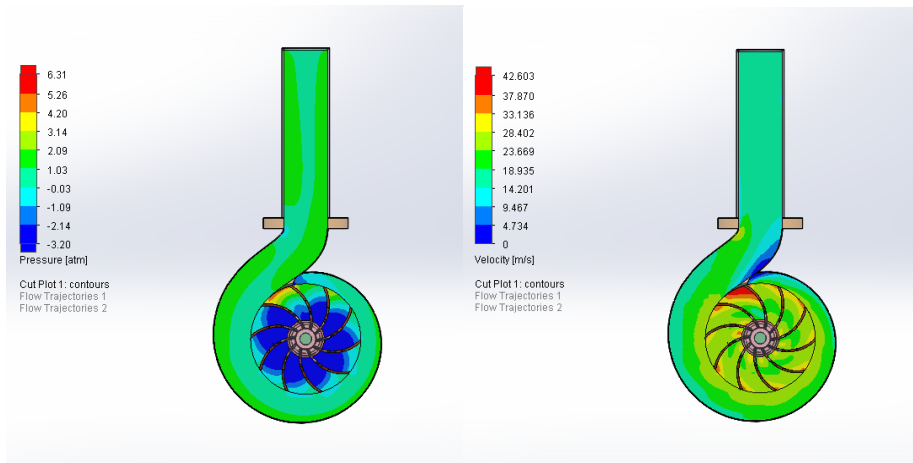 6.31
5.26
4.20
3.14
2.09
1.03
-0.03
-1.09
-2.14
-3.20
Pressure [atm]
Cut Plot 1: contours
Flow Trajectories 1
Flow Trajectories 2
42.603
37.870
33.136
28.402
23.669
18.935
14.201
9.467
4.734
0
Velocity [m/s]
Cut Plot 1: contours
Flow Trajectories 1
Flow Trajectories 2